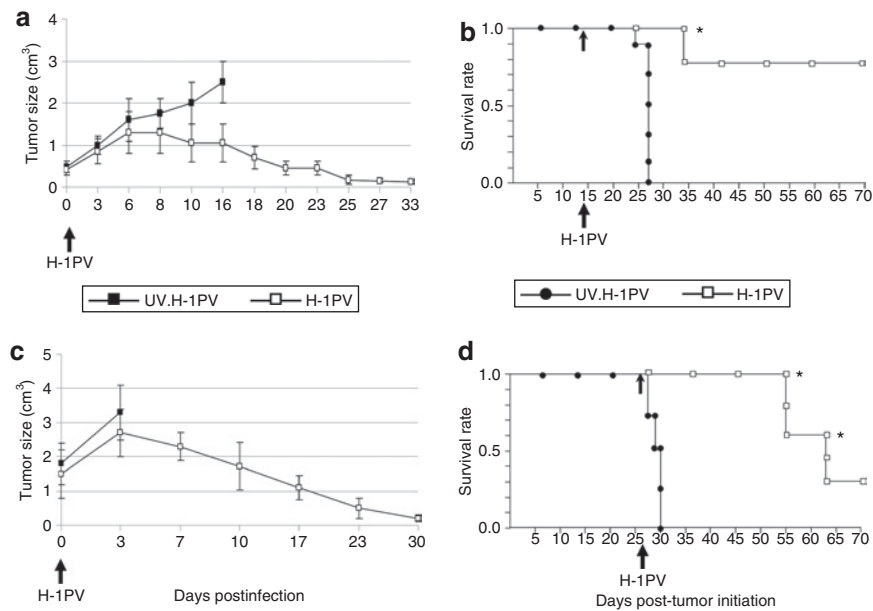 a
Tumor size (cm³)
4
3
2
1
0
0 3 6 8 10 16 18 20 23 25 27 33
H-1PV
b
Survival rate
1.0
0.5
0.0
*
5 10 15 20 25 30 35 40 45 50 55 60 65 70
H-1PV
UV.H-1PV H-1PV
UV.H-1PV H-1PV
c
Tumor size (cm³)
5
4
3
2
1
0
0 3 7 10 17 23 30
H-1PV
Days postinfection
d
Survival rate
1.0
0.5
0.0
*
*
5 10 15 20 25 30 35 40 45 50 55 60 65 70
H-1PV
Days post-tumor initiation